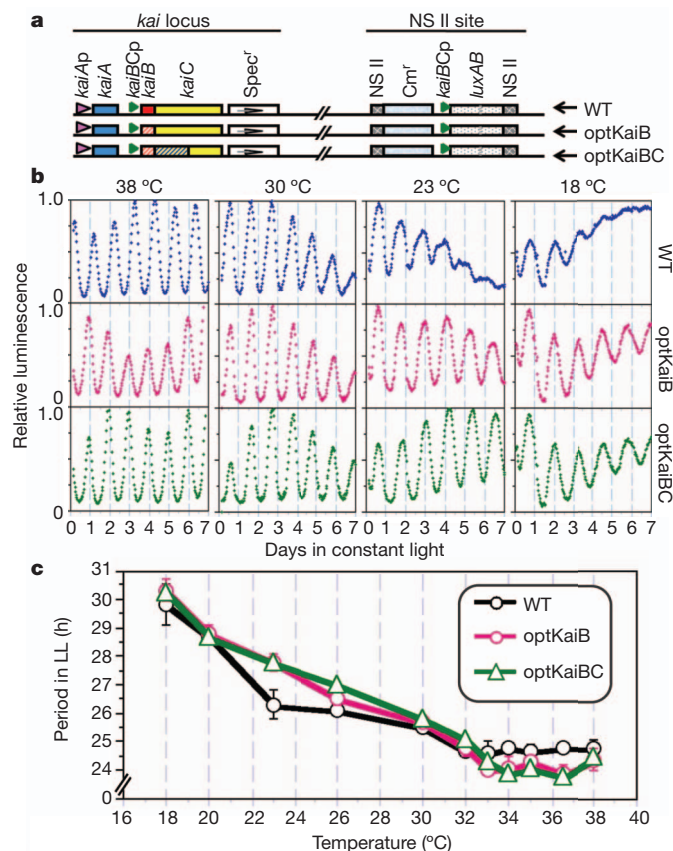 a
kai locus
NS II site
kaiAp
kaiA
kaiBCp
kaiB
kaiC
Specr
NS II
Cmr
kaiBCp
luxAB
NS II
WT
optKaiB
optKaiBC
b
38 ºC 30 ºC 23 ºC 18 ºC
1.0
0
1.0
0
1.0
0
Relative luminescence
WT
optKaiB
optKaiBC
0 1 2 3 4 5 6 7 0 1 2 3 4 5 6 7 0 1 2 3 4 5 6 7 0 1 2 3 4 5 6 7
Days in constant light
c
31
30
29
28
27
26
25
24
0
Period in LL (h)
WT
optKaiB
optKaiBC
16 18 20 22 24 26 28 30 32 34 36 38 40
Temperature (ºC)